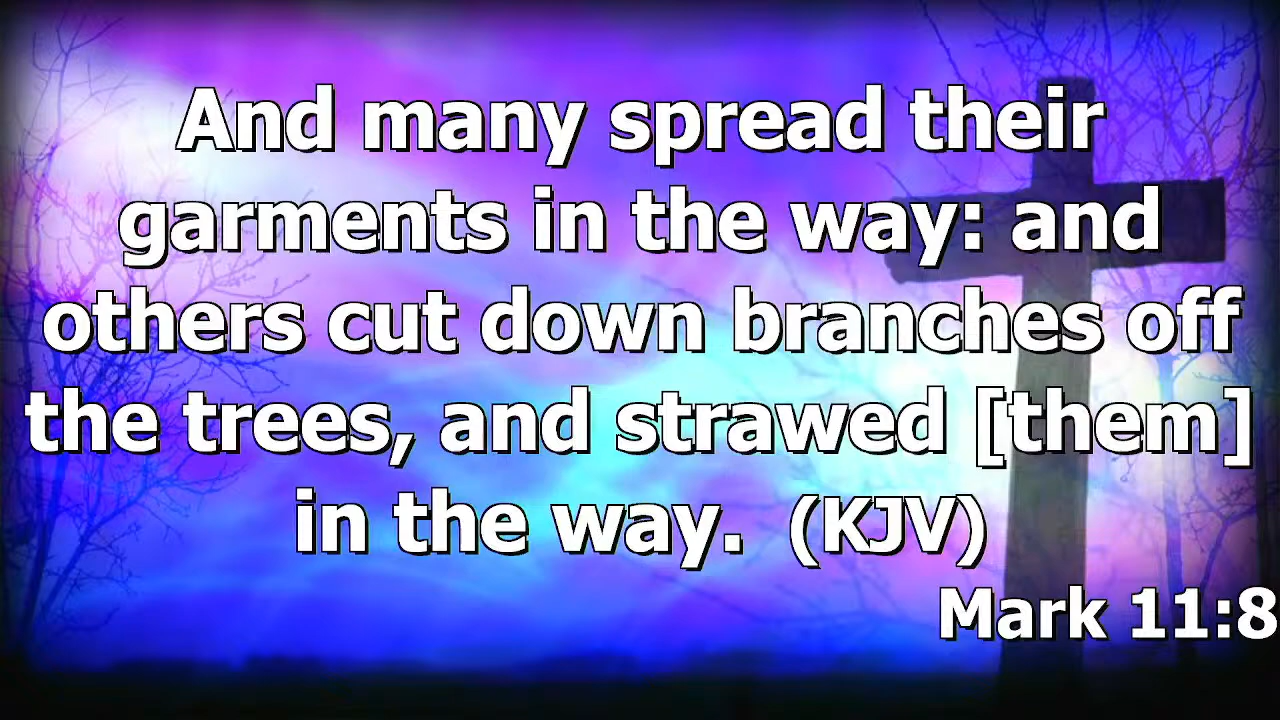 And many spread their
garments in the way: and
others cut down branches off
the trees, and strawed [them]
in the way.  (KJV)
Mark 11:8